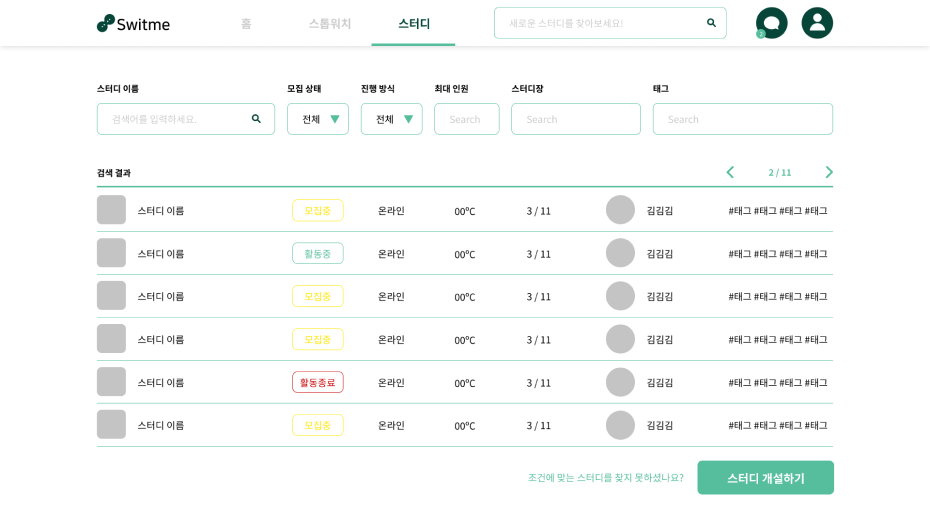 Switme 홈 스톱워치 스터디 새로운 스터디를 찾아보세요!
스터디 이름 모집 상태 진행 방식 최대 인원 스터디장 태그
검색어를 입력하세요. 전체 전체 Search Search Search
검색 결과 2 / 11
스터디 이름 모집중 온라인 00°C 3 / 11 김김김 #태그 #태그 #태그 #태그
스터디 이름 활동중 온라인 00°C 3 / 11 김김김 #태그 #태그 #태그 #태그
스터디 이름 모집중 온라인 00°C 3 / 11 김김김 #태그 #태그 #태그 #태그
스터디 이름 모집중 온라인 00°C 3 / 11 김김김 #태그 #태그 #태그 #태그
스터디 이름 활동종료 온라인 00°C 3 / 11 김김김 #태그 #태그 #태그 #태그
스터디 이름 모집중 온라인 00°C 3 / 11 김김김 #태그 #태그 #태그 #태그
조건에 맞는 스터디를 찾지 못하셨나요? 스터디 개설하기